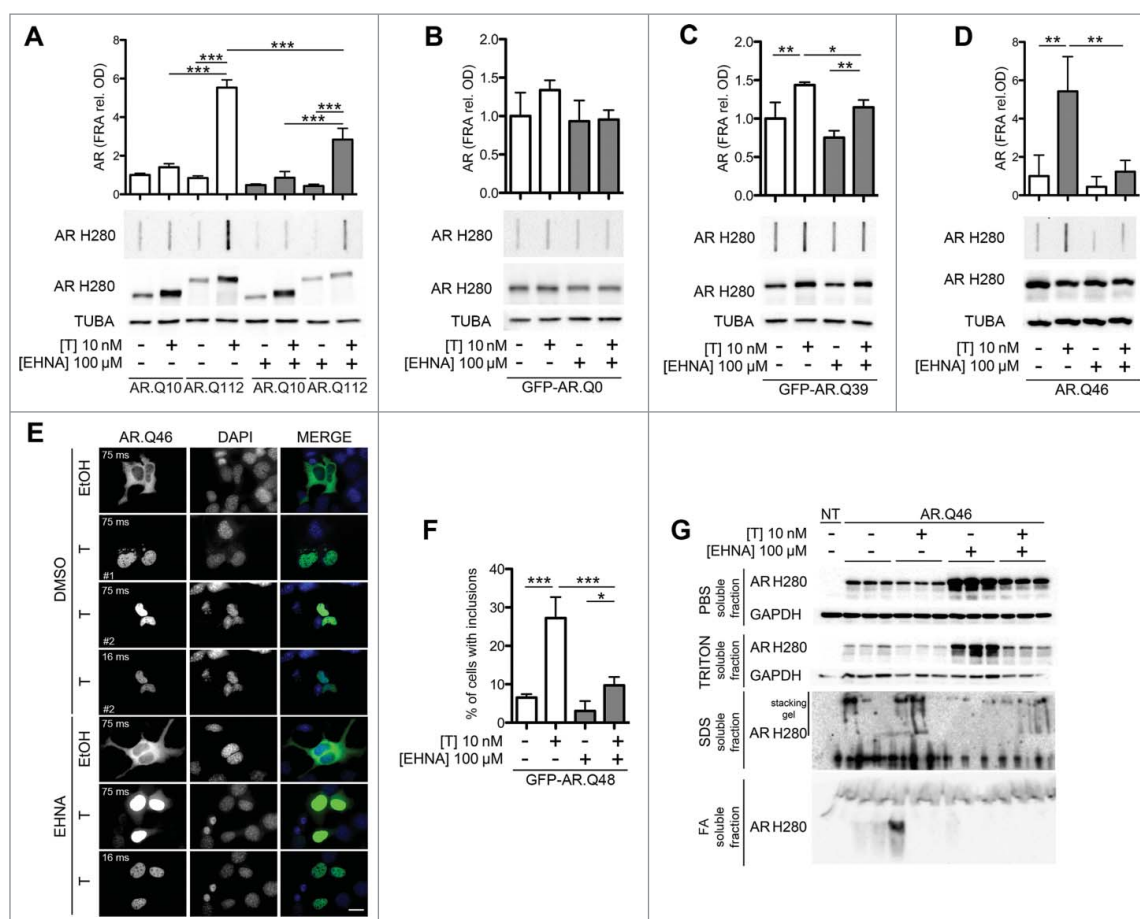 A
AR (FRA rel. OD)
8
6
4
2
0
***
***
***
***
***
AR H280
AR H280
TUBA
[T] 10 nM - + - + - + - +
[EHNA] 100 µM - - - - + + + +
AR.Q10 AR.Q112 AR.Q10 AR.Q112
B
AR (FRA rel. OD)
2.0
1.5
1.0
0.5
0.0
AR H280
AR H280
TUBA
[T] 10 nM - + - +
[EHNA] 100 µM - - + +
GFP-AR.Q0
C
AR (FRA rel. OD)
2.0
1.5
1.0
0.5
0.0
** *
**
AR H280
AR H280
TUBA
[T] 10 nM - + - +
[EHNA] 100 µM - - + +
GFP-AR.Q39
D
AR (FRA rel. OD)
8
6
4
2
0
** **
AR H280
AR H280
TUBA
[T] 10 nM - + - +
[EHNA] 100 µM - - + +
AR.Q46
E
AR.Q46 DAPI MERGE
DMSO
EtOH
75 ms
T
75 ms
#1
T
75 ms
#2
T
16 ms
#2
EHNA
EtOH
75 ms
T
75 ms
T
16 ms
F
% of cells with inclusions
40
30
20
10
0
*** ***
*
[T] 10 nM - + - +
[EHNA] 100 µM - - + +
GFP-AR.Q48
G
NT AR.Q46
[T] 10 nM - - + - +
[EHNA] 100 µM - - - + +
PBS soluble fraction
AR H280
GAPDH
TRITON soluble fraction
AR H280
GAPDH
SDS soluble fraction
stacking gel
AR H280
FA soluble fraction
AR H280